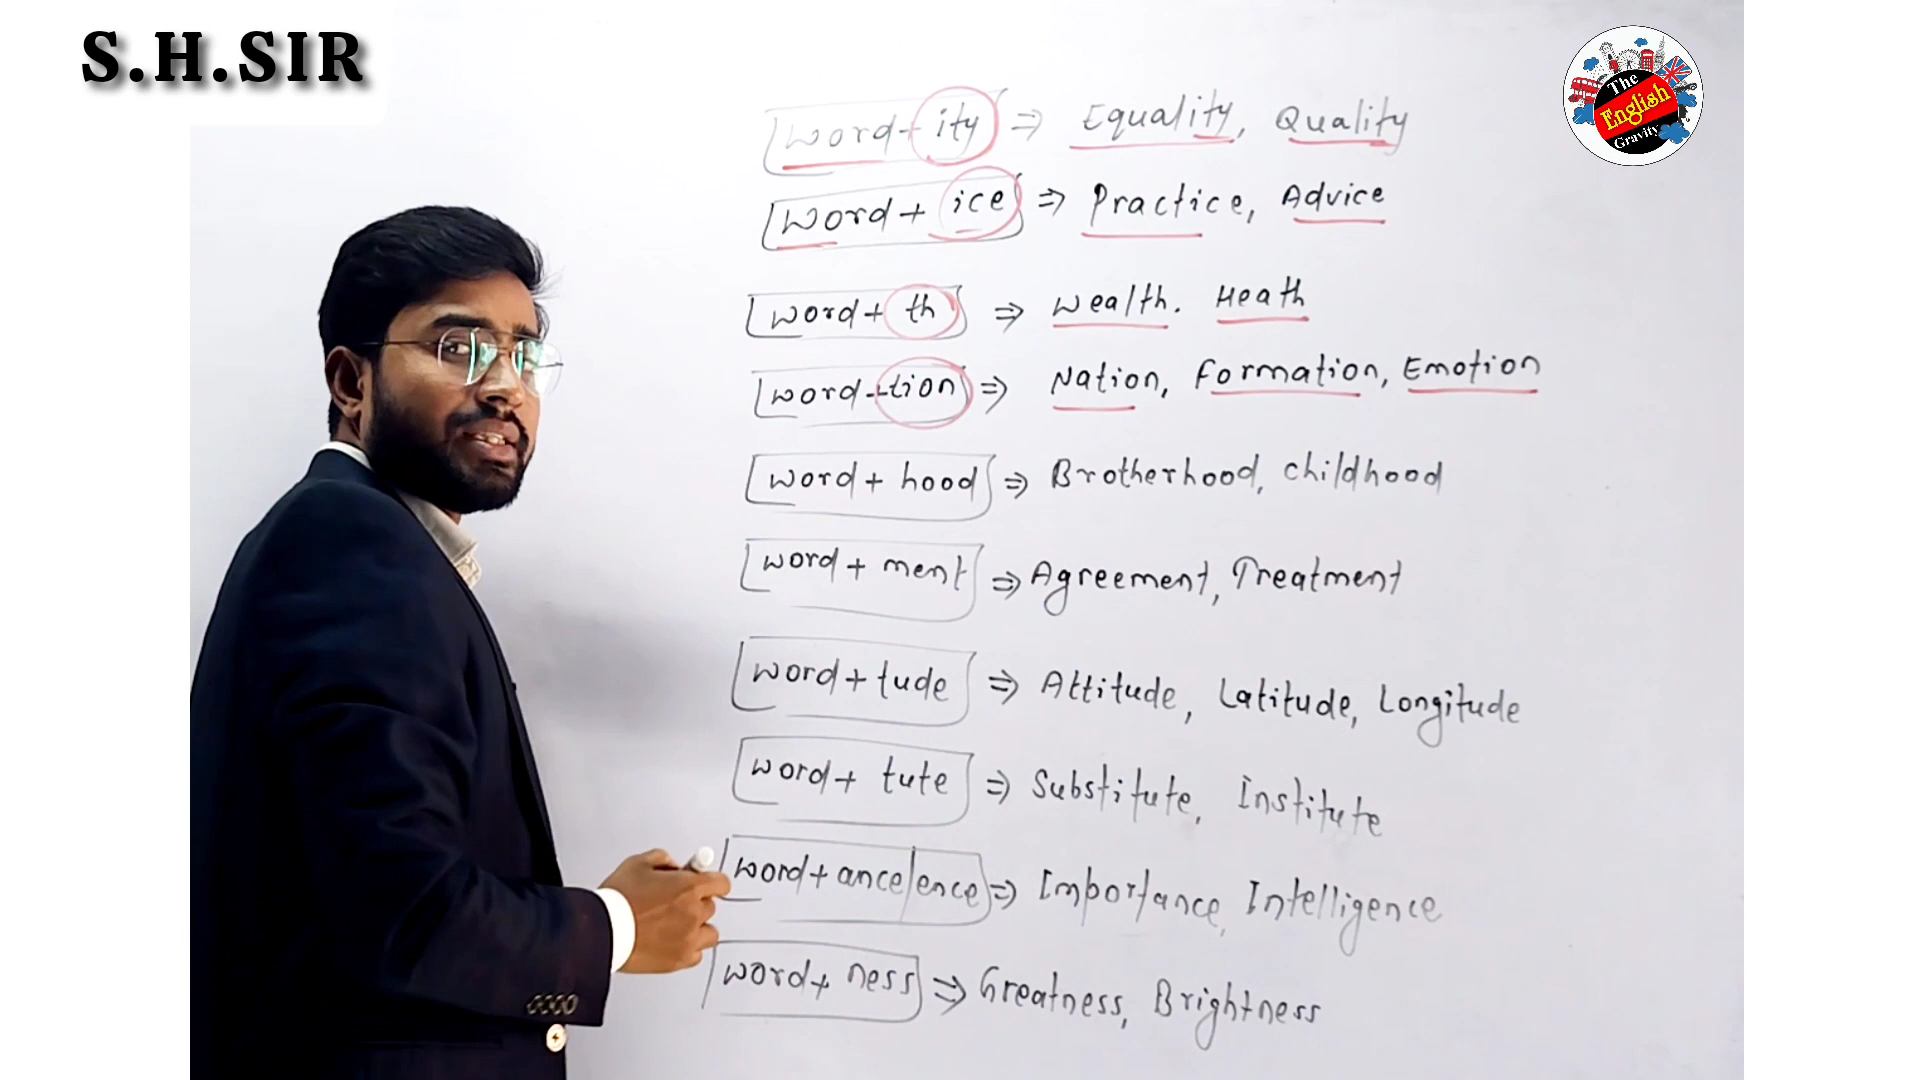 S.H.SIR
The
English
Gravity
word + ity ⇒ Equality, Quality
word + ice ⇒ Practice, Advice
word + th ⇒ Wealth. Heath
word + tion ⇒ Nation, Formation, Emotion
word + hood ⇒ Brotherhood, childhood
word + ment ⇒ Agreement, Treatment
word + tude ⇒ Attitude, Latitude, Longitude
word + tute ⇒ Substitute, Institute
word + ance/ence ⇒ Importance, Intelligence
word + ness ⇒ Greatness, Brightness